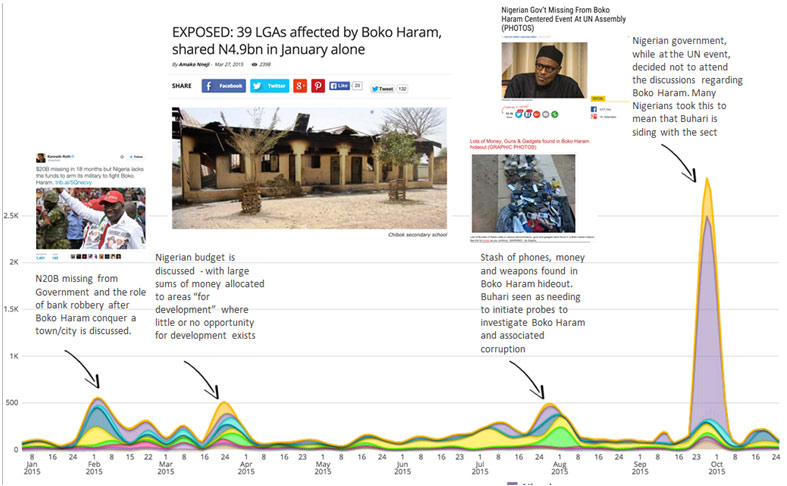 EXPOSED: 39 LGAs affected by Boko Haram,
shared N4.9bn in January alone
By Amako Nneji - Mar 27, 2015 2398
SHARE Facebook Twitter Like 20 Tweet 132
Chibok secondary school
Nigerian Gov't Missing From Boko
Haram Centered Event At UN Assembly
(PHOTOS)
Nigerian government,
while at the UN event,
decided not to attend
the discussions regarding
Boko Haram. Many
Nigerians took this to
mean that Buhari is
siding with the sect
Lots of Money, Guns & Gadgets found in Boko Haram
hideout (GRAPHIC PHOTOS)
Kenneth Roth
Follow
$20B missing in 18 months but Nigeria lacks
the funds to arm its military to fight Boko
Haram.
N20B missing from
Government and the role
of bank robbery after
Boko Haram conquer a
town/city is discussed.
Nigerian budget is
discussed - with large
sums of money allocated
to areas “for
development” where
little or no opportunity
for development exists
Stash of phones, money
and weapons found in
Boko Haram hideout.
Buhari seen as needing
to initiate probes to
investigate Boko Haram
and associated
corruption
2.5K
2K
1.5K
1K
500
0
Jan 8 16 24 Feb 8 15 22 Mar 8 16 24 Apr 8 16 24 May 8 16 24 Jun 8 16 24 Jul 8 16 24 Aug 8 16 24 Sep 8 16 23 Oct 8 16 24
2015 2015 2015 2015 2015 2015 2015 2015 2015 2015